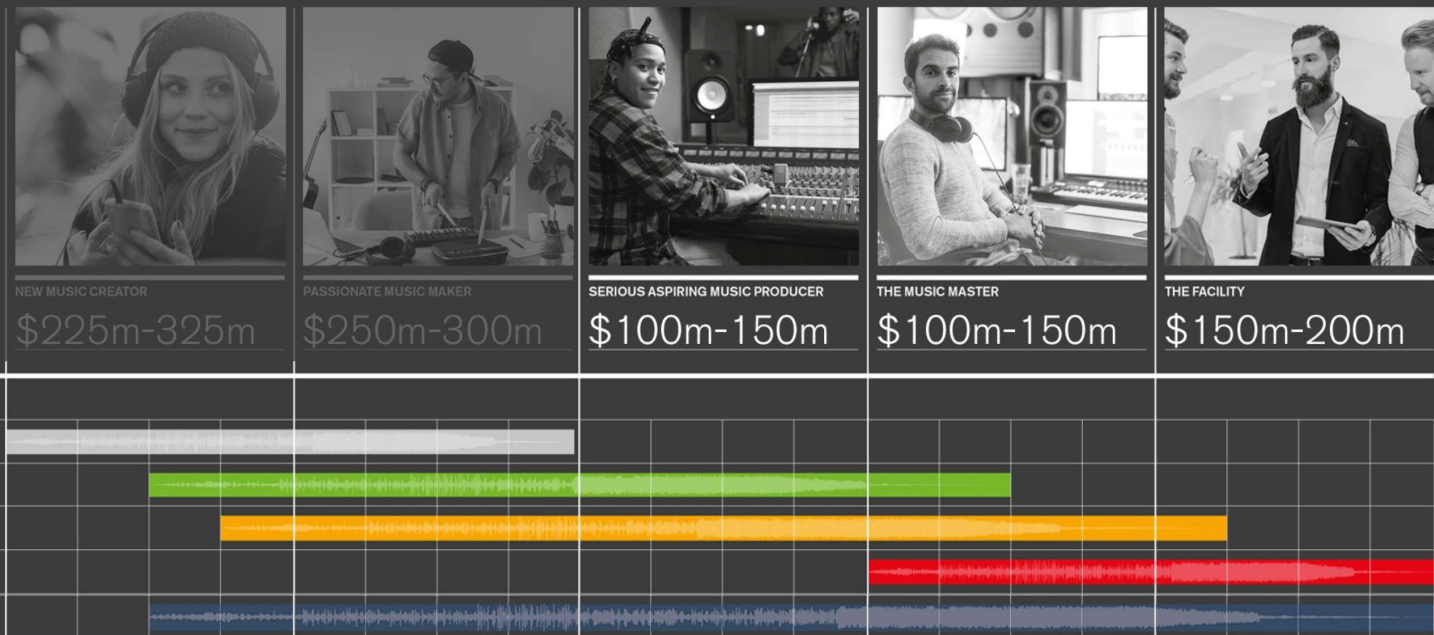 NEW MUSIC CREATOR
$225m-325m
PASSIONATE MUSIC MAKER
$250m-300m
SERIOUS ASPIRING MUSIC PRODUCER
$100m-150m
THE MUSIC MASTER
$100m-150m
THE FACILITY
$150m-200m